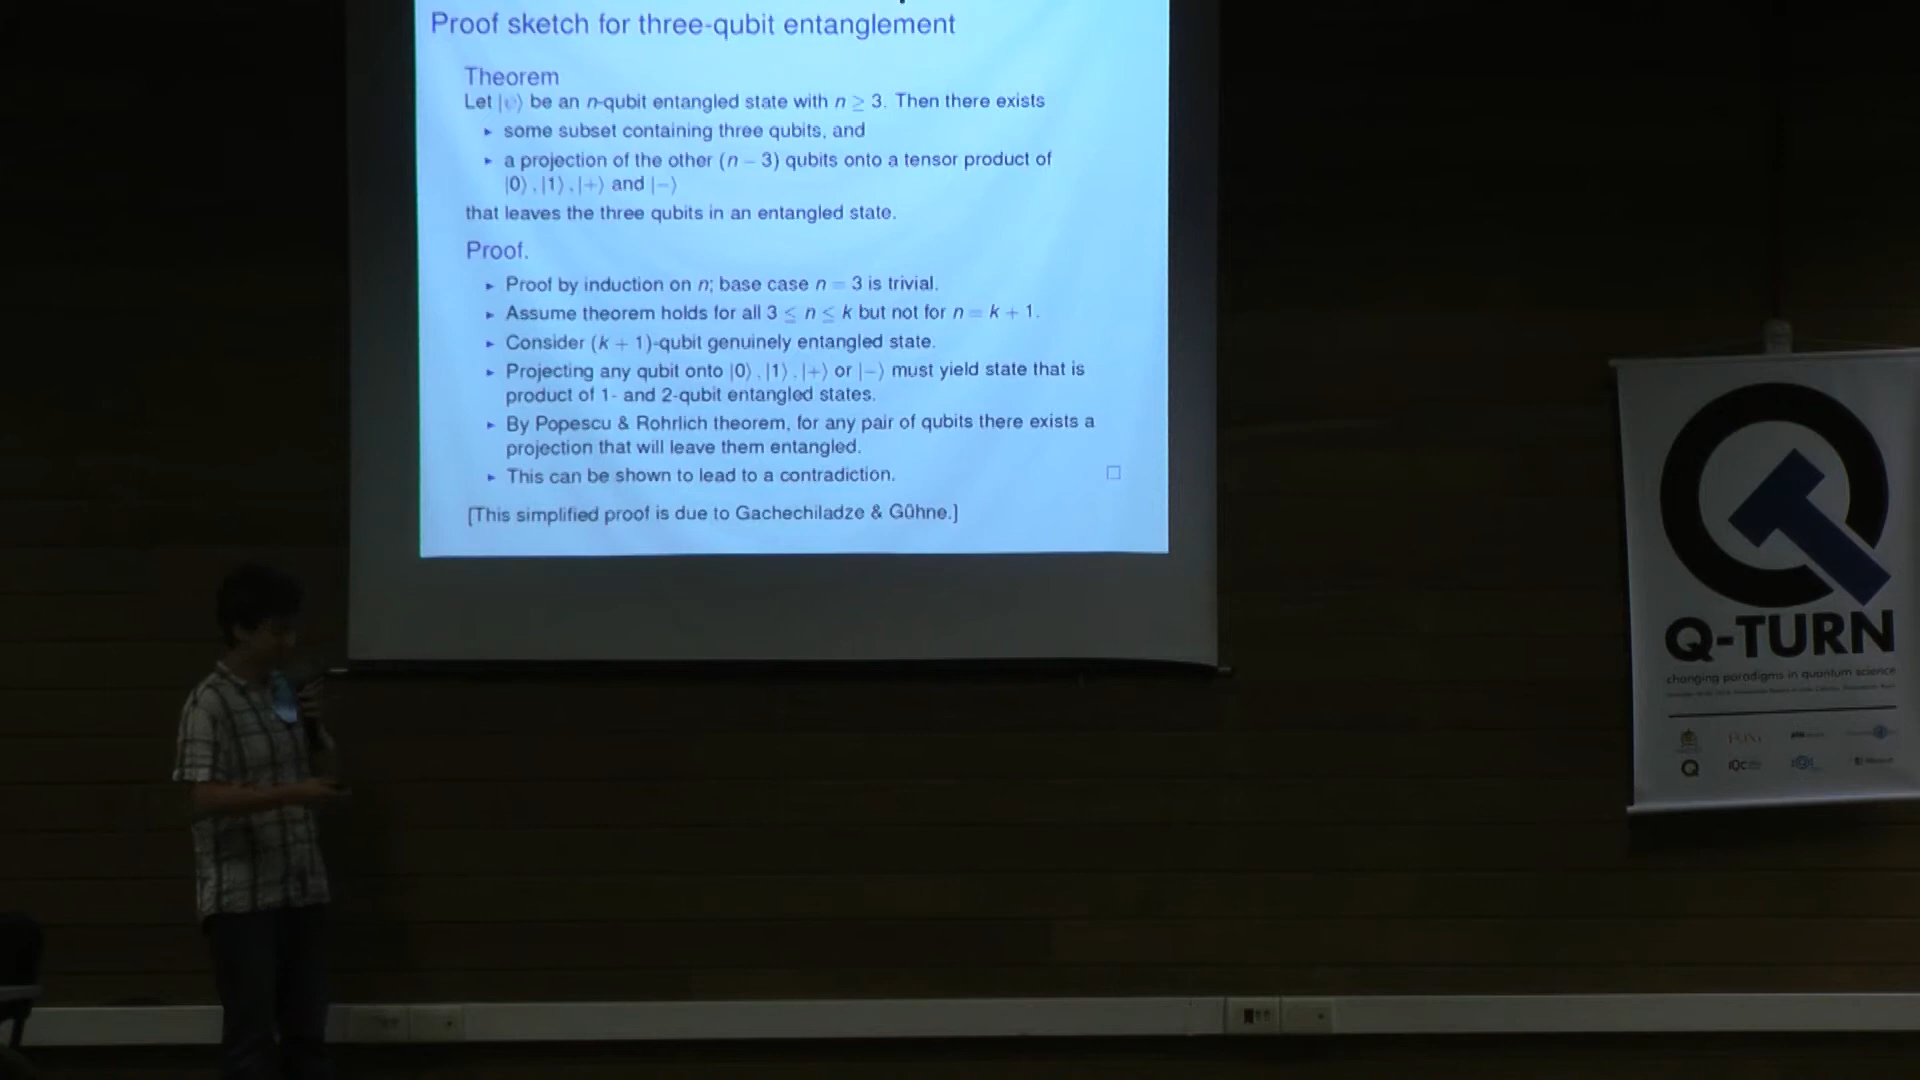 Proof sketch for three-qubit entanglement
Theorem
Let |ψ⟩ be an n-qubit entangled state with n ≥ 3. Then there exists
▸ some subset containing three qubits, and
▸ a projection of the other (n − 3) qubits onto a tensor product of
|0⟩, |1⟩, |+⟩ and |−⟩
that leaves the three qubits in an entangled state.
Proof.
▸ Proof by induction on n; base case n = 3 is trivial.
▸ Assume theorem holds for all 3 ≤ n ≤ k but not for n = k + 1.
▸ Consider (k + 1)-qubit genuinely entangled state.
▸ Projecting any qubit onto |0⟩, |1⟩, |+⟩ or |−⟩ must yield state that is
product of 1- and 2-qubit entangled states.
▸ By Popescu & Rohrlich theorem, for any pair of qubits there exists a
projection that will leave them entangled.
▸ This can be shown to lead to a contradiction. □
[This simplified proof is due to Gachechiladze & Gühne.]
Q-TURN
changing paradigms in quantum science
IQC